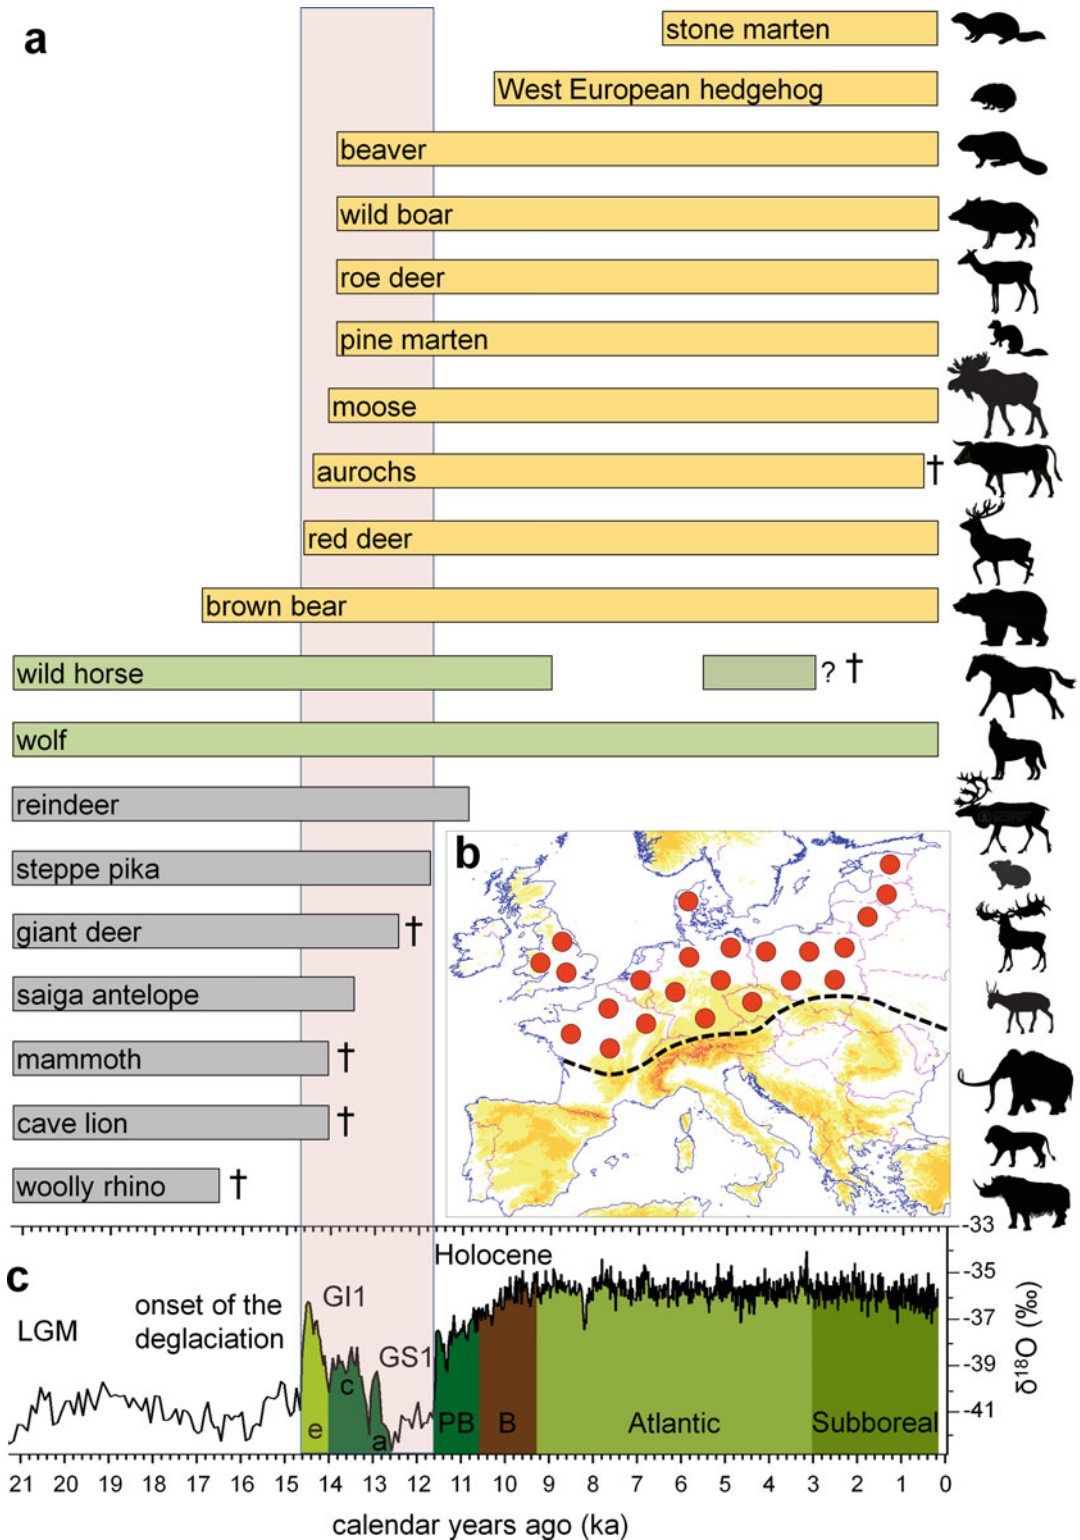 a
stone marten
West European hedgehog
beaver
wild boar
roe deer
pine marten
moose
aurochs †
red deer
brown bear
wild horse ? †
wolf
reindeer
steppe pika
giant deer †
saiga antelope
mammoth †
cave lion †
woolly rhino †
b
c
LGM
onset of the
deglaciation
GI1
GS1
Holocene
e
c
a
PB
B
Atlantic
Subboreal
-33
-35
-37
-39
-41
δ18O (‰)
21 20 19 18 17 16 15 14 13 12 11 10 9 8 7 6 5 4 3 2 1 0
calendar years ago (ka)